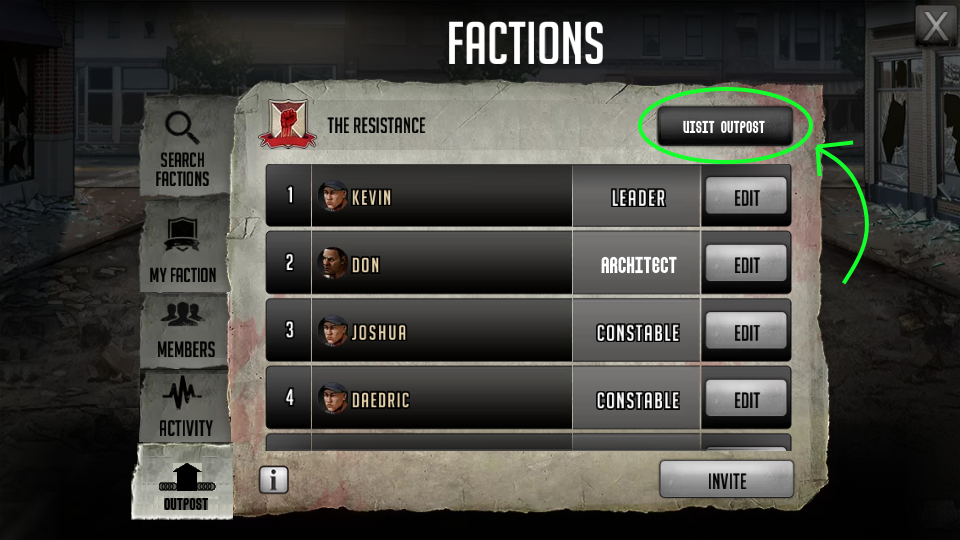 FACTIONS
X
SEARCH
FACTIONS
MY FACTION
MEMBERS
ACTIVITY
OUTPOST
THE RESISTANCE
VISIT OUTPOST
1 KEVIN LEADER EDIT
2 DON ARCHITECT EDIT
3 JOSHUA CONSTABLE EDIT
4 DAEDRIC CONSTABLE EDIT
i
INVITE